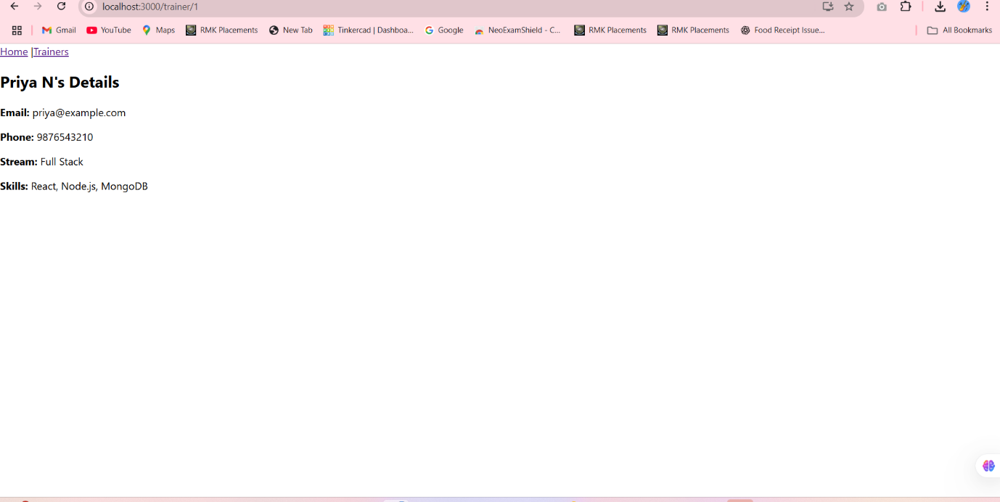 localhost:3000/trainer/1
Gmail YouTube Maps RMK Placements New Tab Tinkercad | Dashboa... Google NeoExamShield - C... RMK Placements RMK Placements Food Receipt Issue... All Bookmarks
Home |Trainers
Priya N's Details
Email: priya@example.com
Phone: 9876543210
Stream: Full Stack
Skills: React, Node.js, MongoDB